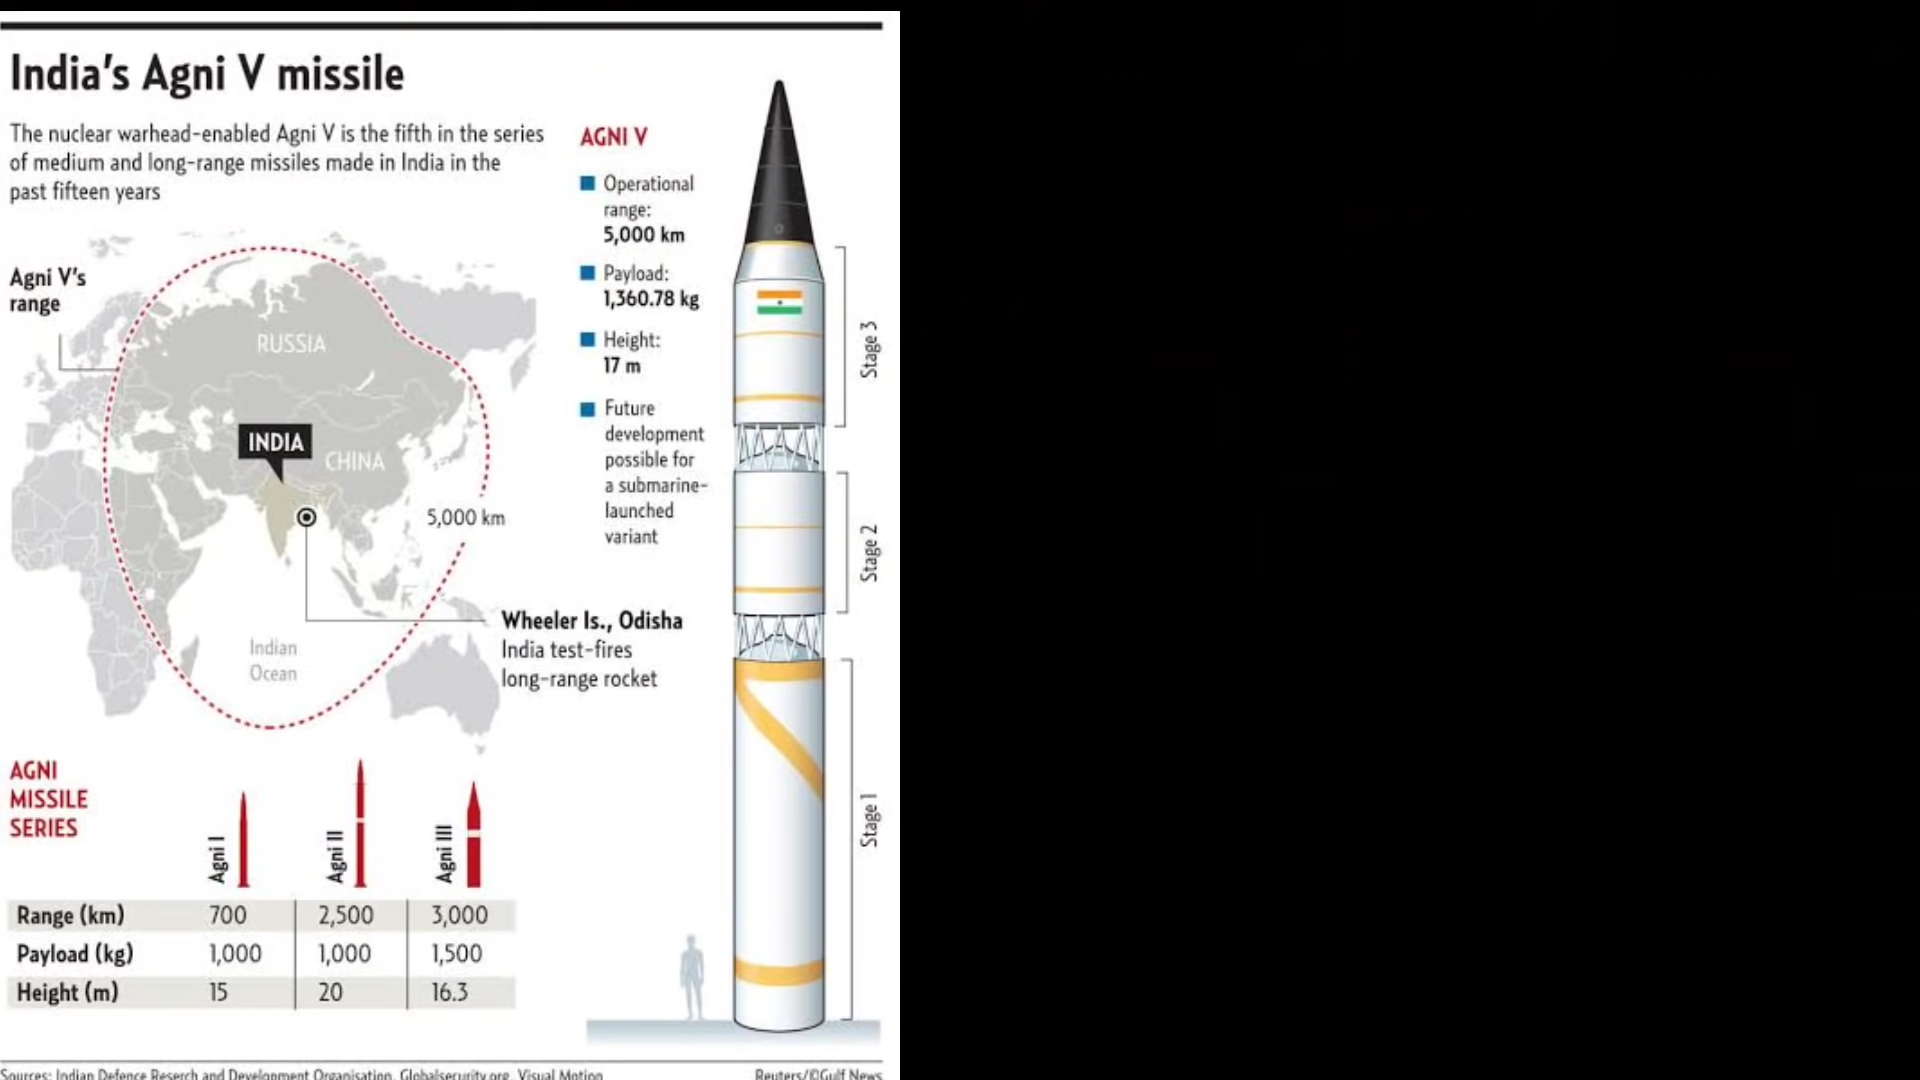 India's Agni V missile
The nuclear warhead-enabled Agni V is the fifth in the series
of medium and long-range missiles made in India in the
past fifteen years
Agni V's
range
RUSSIA
INDIA
CHINA
5,000 km
Indian
Ocean
Wheeler Is., Odisha
India test-fires
long-range rocket
AGNI V
Operational
range:
5,000 km
Payload:
1,360.78 kg
Height:
17 m
Future
development
possible for
a submarine-
launched
variant
Stage 3
Stage 2
Stage 1
AGNI
MISSILE
SERIES
Agni I Agni II Agni III
Range (km) 700 2,500 3,000
Payload (kg) 1,000 1,000 1,500
Height (m) 15 20 16.3
Sources: Indian Defence Reserch and Development Organisation, Globalsecurity.org, Visual Motion
Reuters/©Gulf News